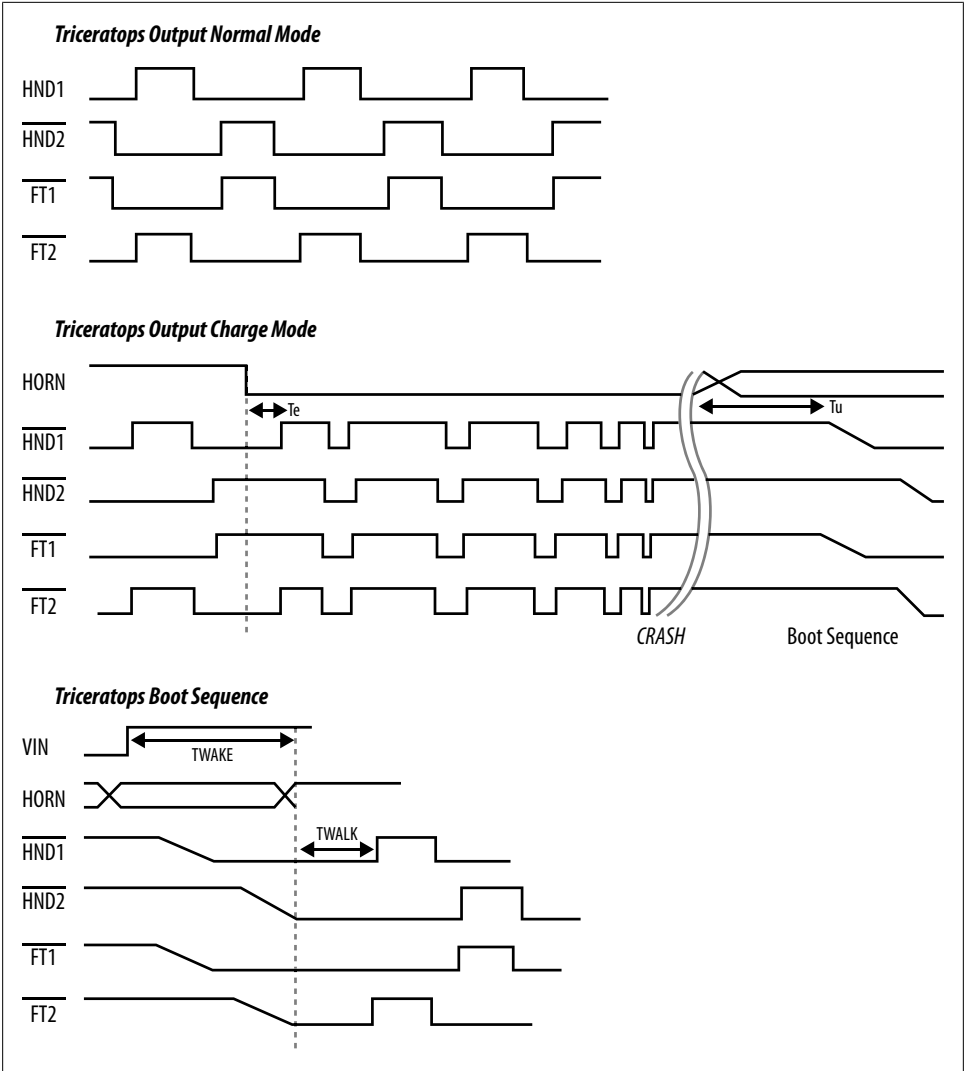 Triceratops Output Normal Mode
HND1
HND2
FT1
FT2
Triceratops Output Charge Mode
HORN
Te
Tu
HND1
HND2
FT1
FT2
CRASH
Boot Sequence
Triceratops Boot Sequence
VIN
TWAKE
HORN
HND1
TWALK
HND2
FT1
FT2